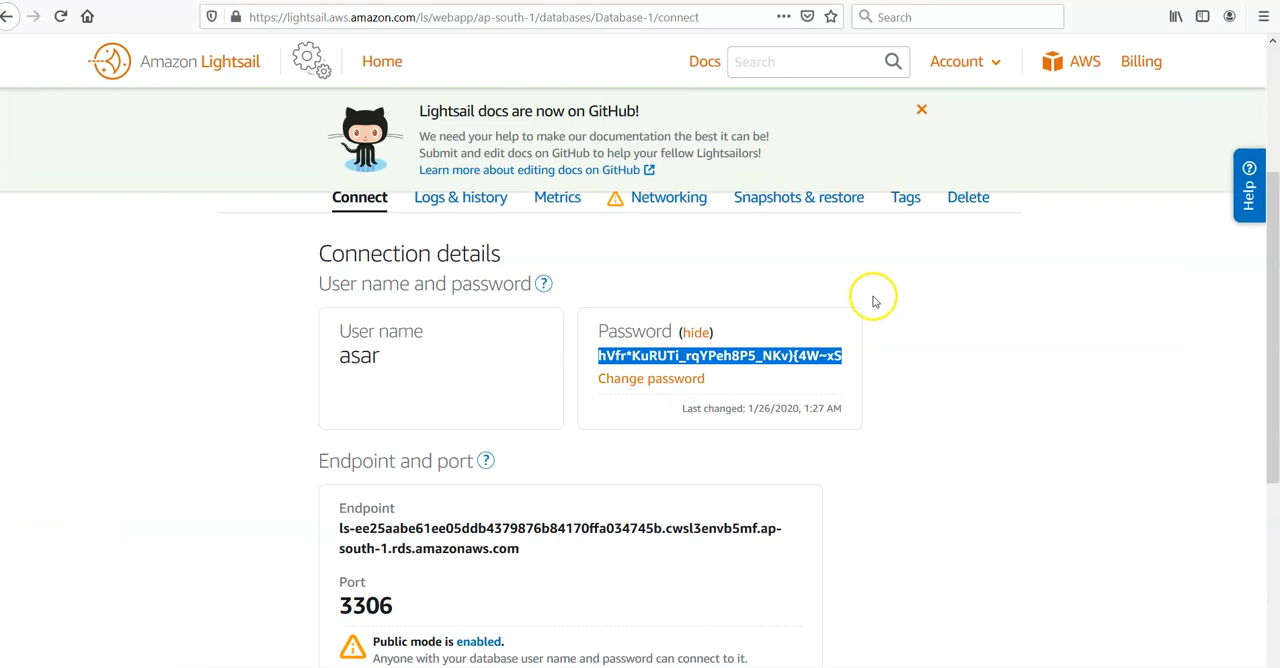 https://lightsail.aws.amazon.com/ls/webapp/ap-south-1/databases/Database-1/connect
Search
Amazon Lightsail
Home
Docs
Search
Account
AWS
Billing
Lightsail docs are now on GitHub!
We need your help to make our documentation the best it can be!
Submit and edit docs on GitHub to help your fellow Lightsailors!
Learn more about editing docs on GitHub
Help
Connect
Logs & history
Metrics
Networking
Snapshots & restore
Tags
Delete
Connection details
User name and password
User name
asar
Password (hide)
hVfr*KuRUTi_rqYPeh8P5_NKv){4W~xS
Change password
Last changed: 1/26/2020, 1:27 AM
Endpoint and port
Endpoint
ls-ee25aabe61ee05ddb4379876b84170ffa034745b.cwsl3envb5mf.ap-
south-1.rds.amazonaws.com
Port
3306
Public mode is enabled.
Anyone with your database user name and password can connect to it.